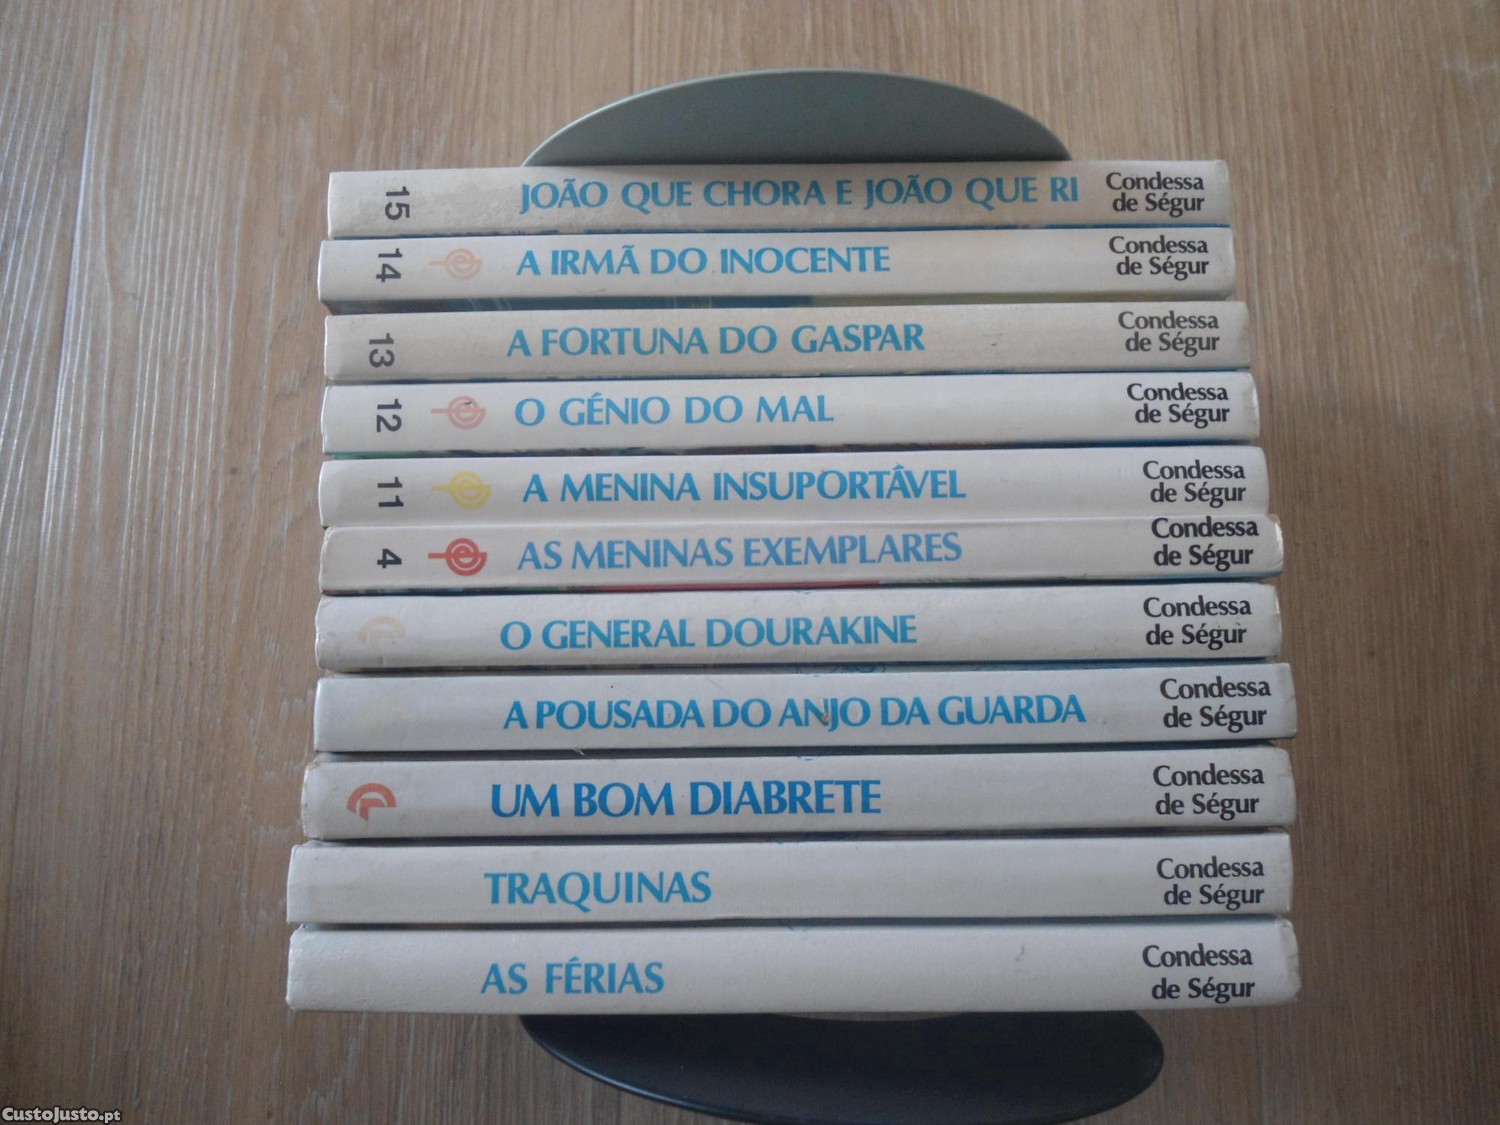 15
JOÃO QUE CHORA E JOÃO QUE RI
Condessa
de Ségur
14
A IRMÃ DO INOCENTE
Condessa
de Ségur
13
A FORTUNA DO GASPAR
Condessa
de Ségur
12
O GÉNIO DO MAL
Condessa
de Ségur
11
A MENINA INSUPORTÁVEL
Condessa
de Ségur
4
AS MENINAS EXEMPLARES
Condessa
de Ségur
O GENERAL DOURAKINE
Condessa
de Ségur
A POUSADA DO ANJO DA GUARDA
Condessa
de Ségur
UM BOM DIABRETE
Condessa
de Ségur
TRAQUINAS
Condessa
de Ségur
AS FÉRIAS
Condessa
de Ségur
CustoJusto.pt